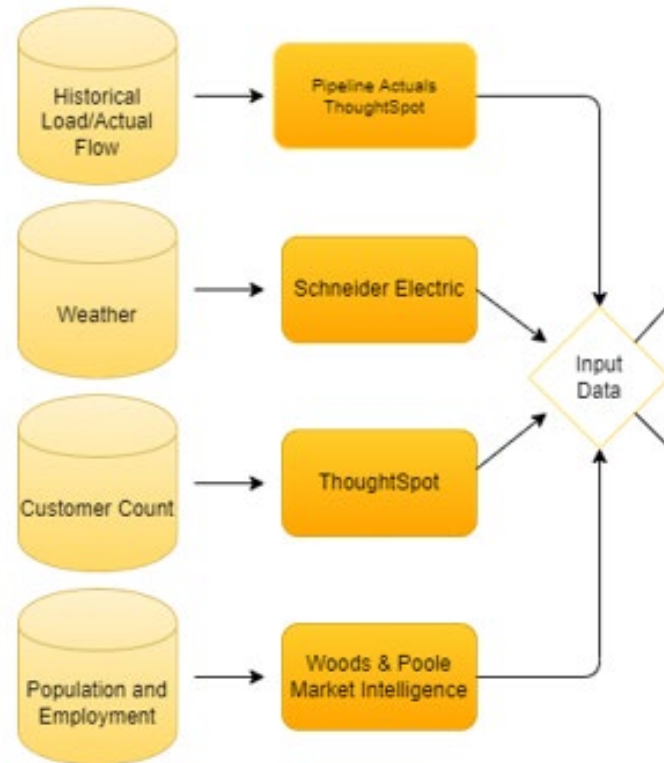 Historical
Load/Actual
Flow
Pipeline Actuals
ThoughtSpot
Weather
Schneider Electric
Input
Data
Customer Count
ThoughtSpot
Population and
Employment
Woods & Poole
Market Intelligence